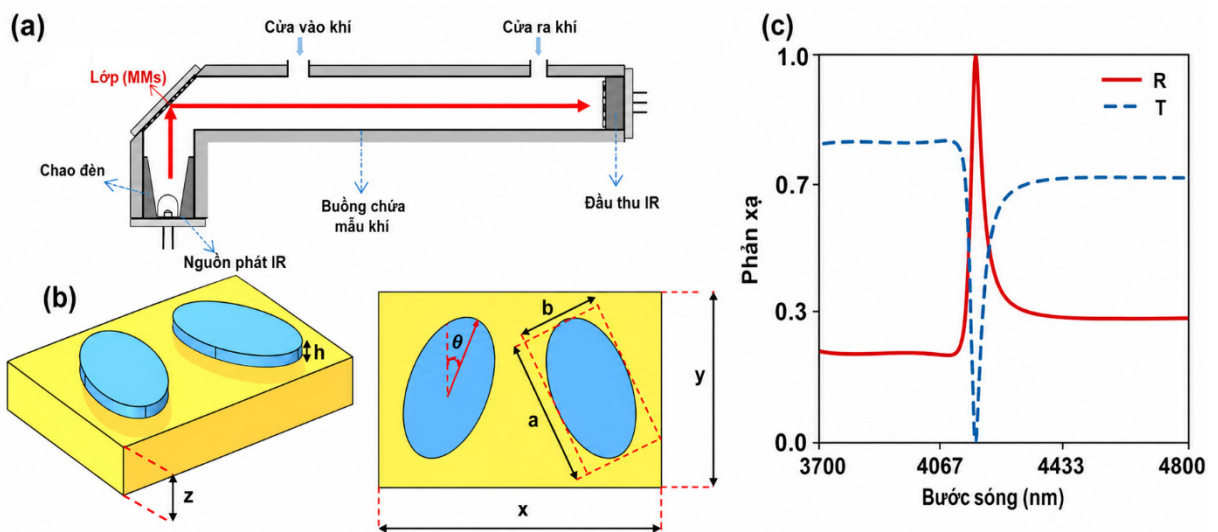 (a)
Cửa vào khí
Cửa ra khí
Lớp (MMs)
Chao đèn
Buồng chứa
mẫu khí
Đầu thu IR
Nguồn phát IR
(b)
h
z
θ
b
a
y
x
(c)
1.0
0.7
0.3
0.0
Phản xạ
R
T
3700
4067
4433
4800
Bước sóng (nm)